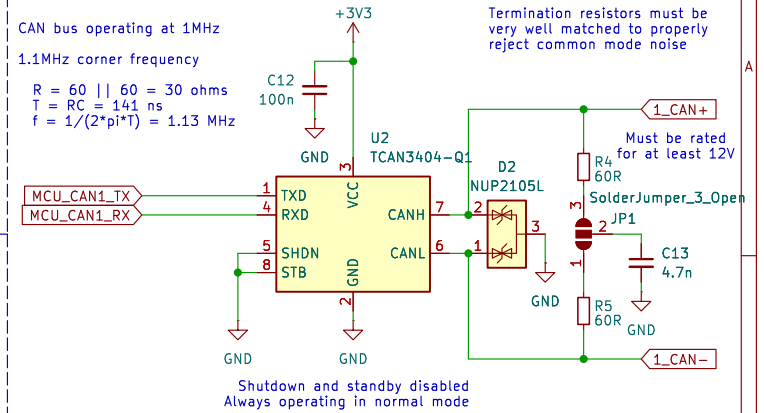 CAN bus operating at 1MHz
1.1MHz corner frequency
R = 60 || 60 = 30 ohms
T = RC = 141 ns
f = 1/(2*pi*T) = 1.13 MHz
+3V3
C12
100n
GND
U2
TCAN3404-Q1
3
VCC
MCU_CAN1_TX
1
TXD
MCU_CAN1_RX
4
RXD
5
SHDN
8
STB
CANH
7
CANL
6
GND
2
GND
GND
D2
NUP2105L
2
1
3
GND
Termination resistors must be
very well matched to properly
reject common mode noise
1_CAN+
Must be rated
for at least 12V
R4
60R
SolderJumper_3_Open
JP1
3
2
1
C13
4.7n
GND
R5
60R
1_CAN-
Shutdown and standby disabled
Always operating in normal mode
A